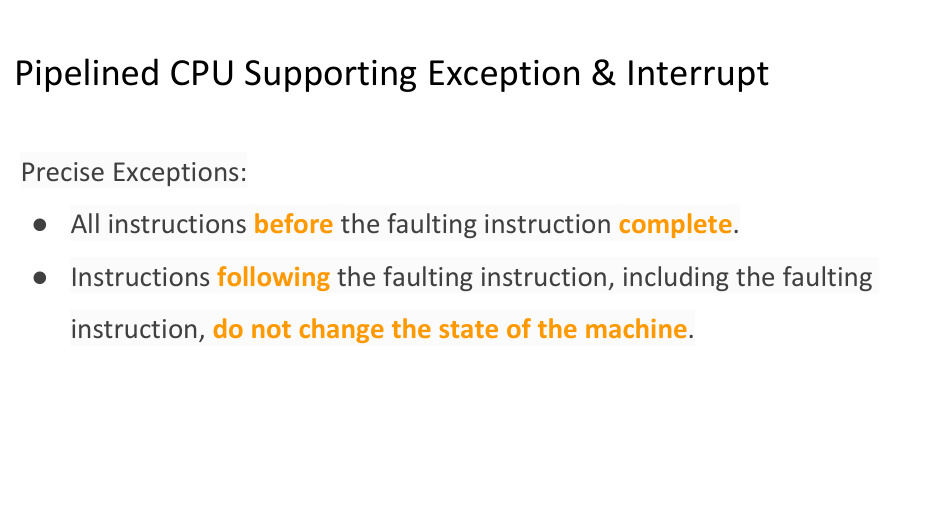 Pipelined CPU Supporting Exception & Interrupt
Precise Exceptions:
● All instructions before the faulting instruction complete.
● Instructions following the faulting instruction, including the faulting
instruction, do not change the state of the machine.